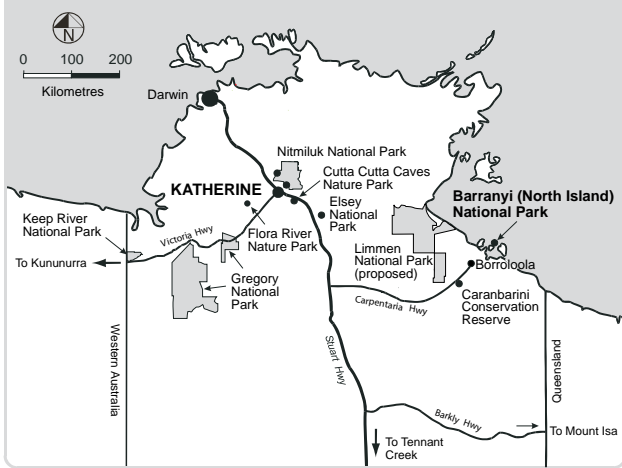 N
0 100 200
Kilometres
Darwin
Nitmiluk National Park
Cutta Cutta Caves
Nature Park
KATHERINE
Elsey
National
Park
Barranyi (North Island)
National Park
Keep River
National Park
Victoria Hwy
Flora River
Nature Park
Limmen
National Park
(proposed)
To Kununurra
Borroloola
Gregory
National
Park
Carpentaria Hwy
Caranbarini
Conservation
Reserve
Western Australia
Stuart Hwy
Queensland
Barkly Hwy
To Mount Isa
To Tennant
Creek